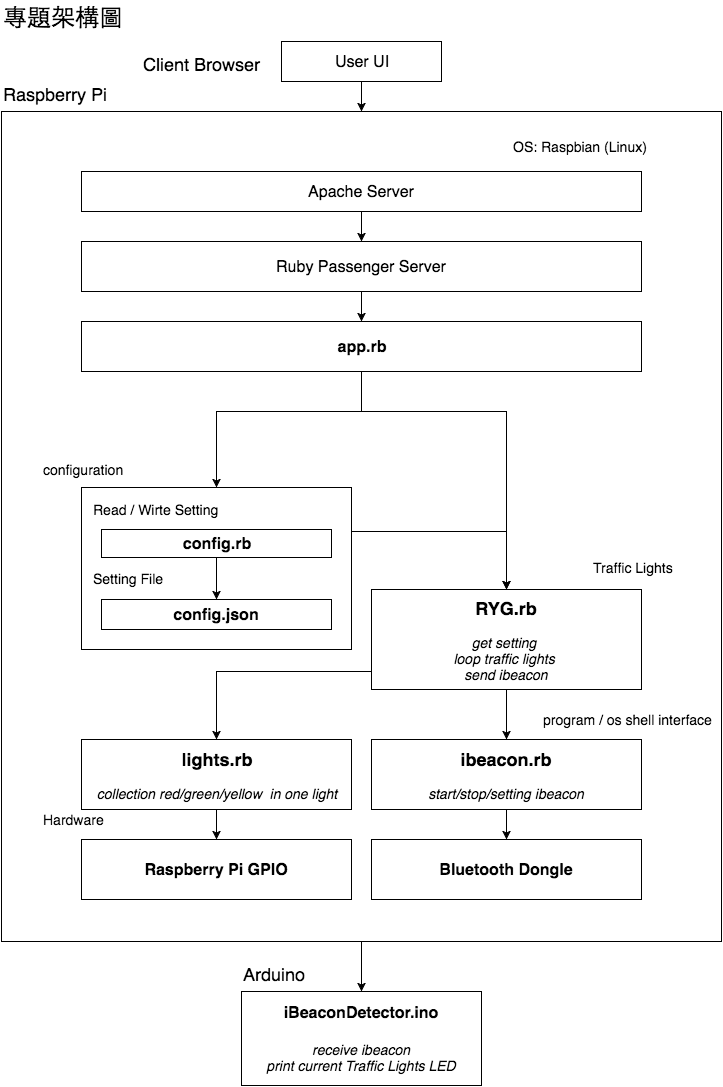 專題架構圖
Client Browser
User UI
Raspberry Pi
OS: Raspbian (Linux)
Apache Server
Ruby Passenger Server
app.rb
configuration
Read / Wirte Setting
config.rb
Setting File
config.json
Traffic Lights
RYG.rb
get setting
loop traffic lights
send ibeacon
program / os shell interface
lights.rb
collection red/green/yellow in one light
ibeacon.rb
start/stop/setting ibeacon
Hardware
Raspberry Pi GPIO
Bluetooth Dongle
Arduino
iBeaconDetector.ino
receive ibeacon
print current Traffic Lights LED